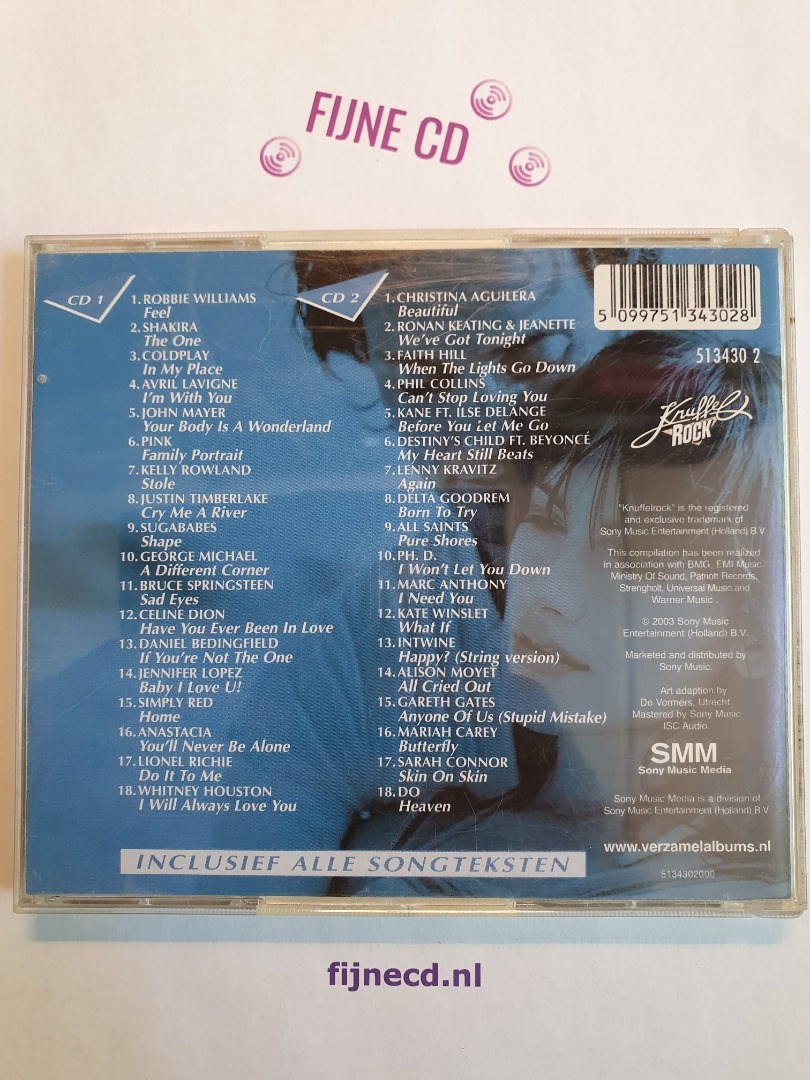 FIJNE CD
CD 1
1. ROBBIE WILLIAMS
Feel
2. SHAKIRA
The One
3. COLDPLAY
In My Place
4. AVRIL LAVIGNE
I'm With You
5. JOHN MAYER
Your Body Is A Wonderland
6. PINK
Family Portrait
7. KELLY ROWLAND
Stole
8. JUSTIN TIMBERLAKE
Cry Me A River
9. SUGABABES
Shape
10. GEORGE MICHAEL
A Different Corner
11. BRUCE SPRINGSTEEN
Sad Eyes
12. CELINE DION
Have You Ever Been In Love
13. DANIEL BEDINGFIELD
If You're Not The One
14. JENNIFER LOPEZ
Baby I Love U!
15. SIMPLY RED
Home
16. ANASTACIA
You'll Never Be Alone
17. LIONEL RICHIE
Do It To Me
18. WHITNEY HOUSTON
I Will Always Love You
CD 2
1. CHRISTINA AGUILERA
Beautiful
2. RONAN KEATING & JEANETTE
We've Got Tonight
3. FAITH HILL
When The Lights Go Down
4. PHIL COLLINS
Can't Stop Loving You
5. KANE FT. ILSE DELANGE
Before You Let Me Go
6. DESTINY'S CHILD FT. BEYONCÉ
My Heart Still Beats
7. LENNY KRAVITZ
Again
8. DELTA GOODREM
Born To Try
9. ALL SAINTS
Pure Shores
10. PH. D.
I Won't Let You Down
11. MARC ANTHONY
I Need You
12. KATE WINSLET
What If
13. INTWINE
Happy? (String version)
14. ALISON MOYET
All Cried Out
15. GARETH GATES
Anyone Of Us (Stupid Mistake)
16. MARIAH CAREY
Butterfly
17. SARAH CONNOR
Skin On Skin
18. DO
Heaven
5 099751 343028
513430 2
Knuffel
ROCK
"Knuffelrock" is the registered
and exclusive trademark of
Sony Music Entertainment (Holland) B.V
This compilation has been realized
in association with BMG, EMI Music
Ministry Of Sound, Patriot Records,
Strengholt, Universal Music and
Warner Music .
© 2003 Sony Music
Entertainment (Holland) B.V
Marketed and distributed by
Sony Music.
Art adaption by
De Vormers, Utrecht.
Mastered by Sony Music
ISC Audio.
SMM
Sony Music Media
Sony Music Media is a division of
Sony Music Entertainment (Holland) B.V
www.verzamelalbums.nl
5134302000
INCLUSIEF ALLE SONGTEKSTEN
fijnecd.nl